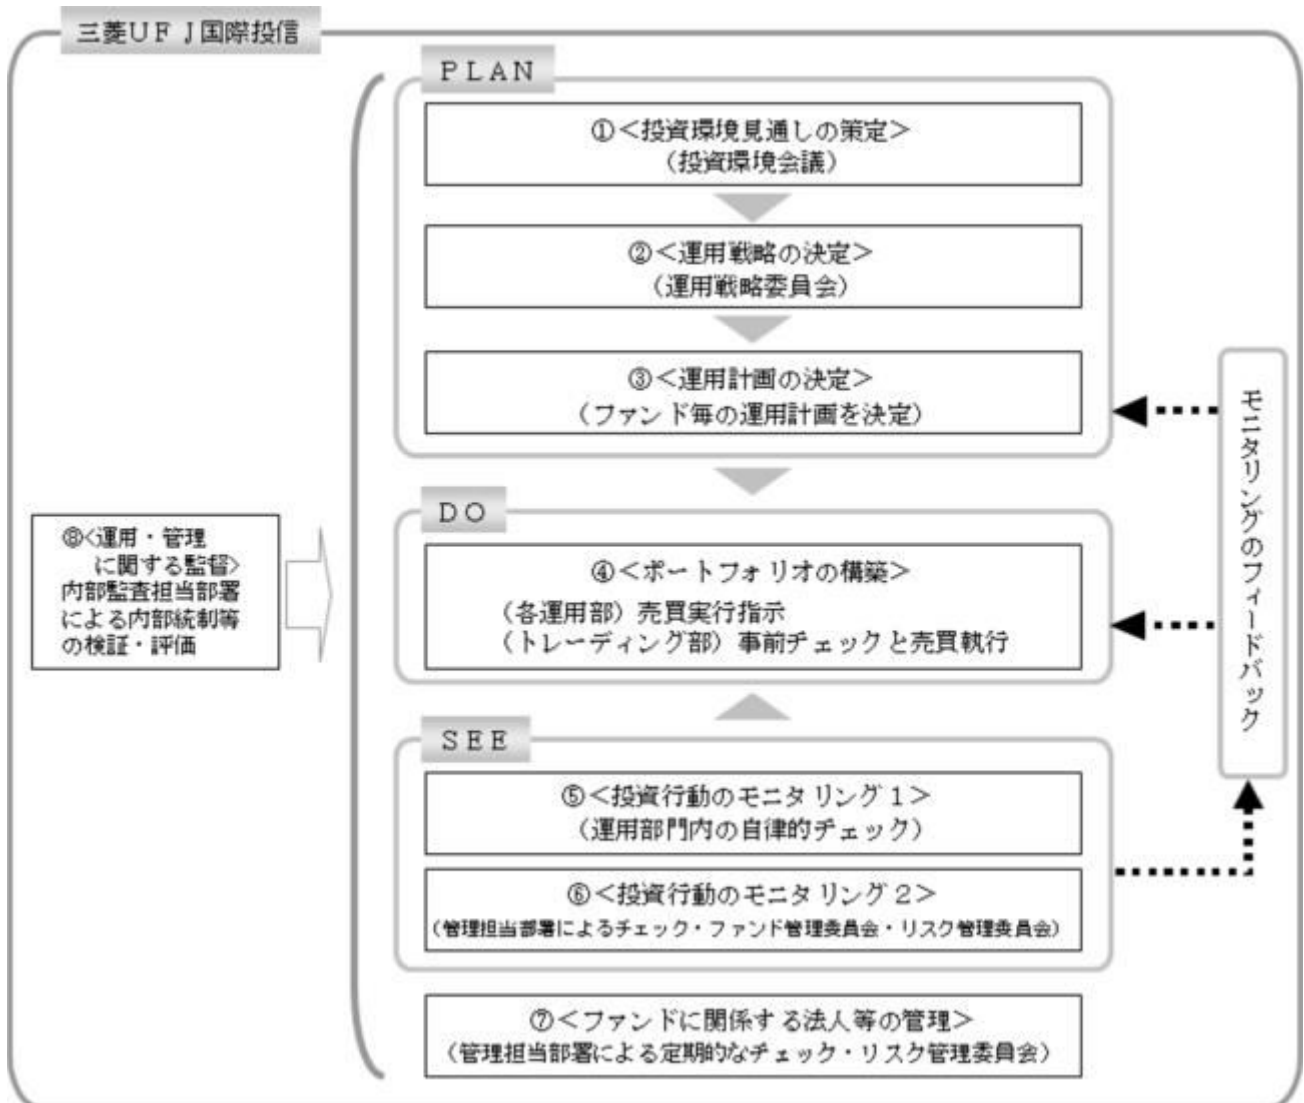 三菱UFJ国際投信
PLAN
①<投資環境見通しの策定>
（投資環境会議）
②<運用戦略の決定>
（運用戦略委員会）
③<運用計画の決定>
（ファンド毎の運用計画を決定）
DO
④<ポートフォリオの構築>
（各運用部）売買実行指示
（トレーディング部）事前チェックと売買執行
SEE
⑤<投資行動のモニタリング1>
（運用部門内の自律的チェック）
⑥<投資行動のモニタリング2>
（管理担当部署によるチェック・ファンド管理委員会・リスク管理委員会）
⑦<ファンドに関係する法人等の管理>
（管理担当部署による定期的なチェック・リスク管理委員会）
⑧<運用・管理
に関する監督>
内部監査担当部署
による内部統制等
の検証・評価
モニタリングのフィードバック